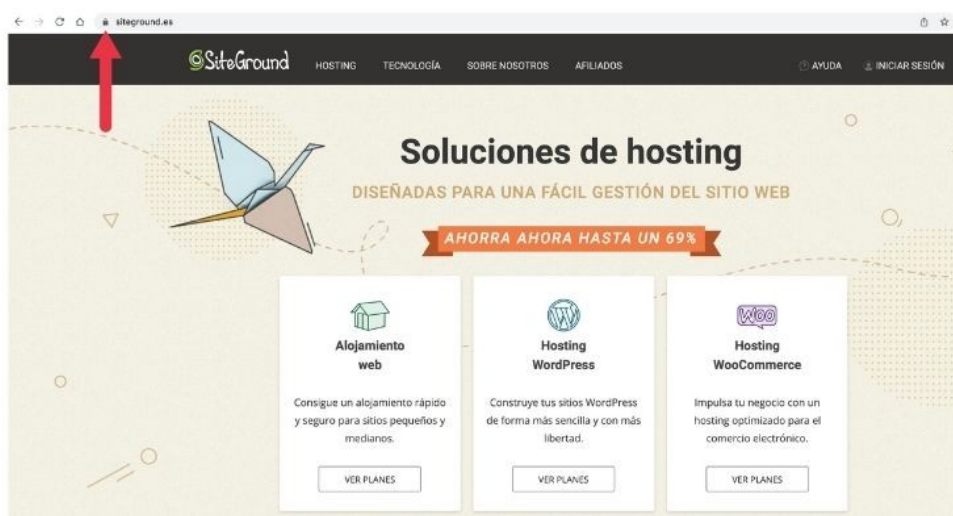 siteground.es
SiteGround HOSTING TECNOLOGÍA SOBRE NOSOTROS AFILIADOS AYUDA INICIAR SESIÓN
Soluciones de hosting
DISEÑADAS PARA UNA FÁCIL GESTIÓN DEL SITIO WEB
AHORRA AHORA HASTA UN 69%
Woo
Alojamiento
web
Consigue un alojamiento rápido
y seguro para sitios pequeños y
medianos.
VER PLANES
Hosting
WordPress
Construye tus sitios WordPress
de forma más sencilla y con más
libertad.
VER PLANES
Hosting
WooCommerce
Impulsa tu negocio con un
hosting optimizado para el
comercio electrónico.
VER PLANES